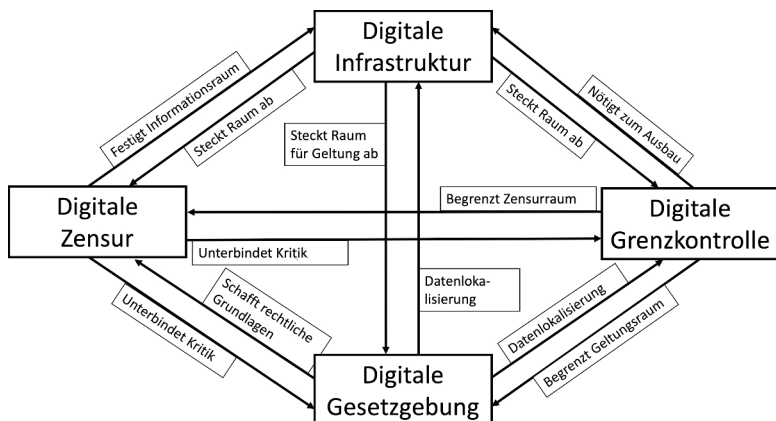 Digitale
Infrastruktur
Festigt Informationsraum
Steckt Raum ab
Steckt Raum
für Geltung ab
Steckt Raum ab
Nötigt zum Ausbau
Digitale
Zensur
Begrenzt Zensurraum
Unterbindet Kritik
Digitale
Grenzkontrolle
Unterbindet Kritik
Schafft rechtliche
Grundlagen
Datenloka-
lisierung
Datenlokalisierung
Begrenzt Geltungsraum
Digitale
Gesetzgebung